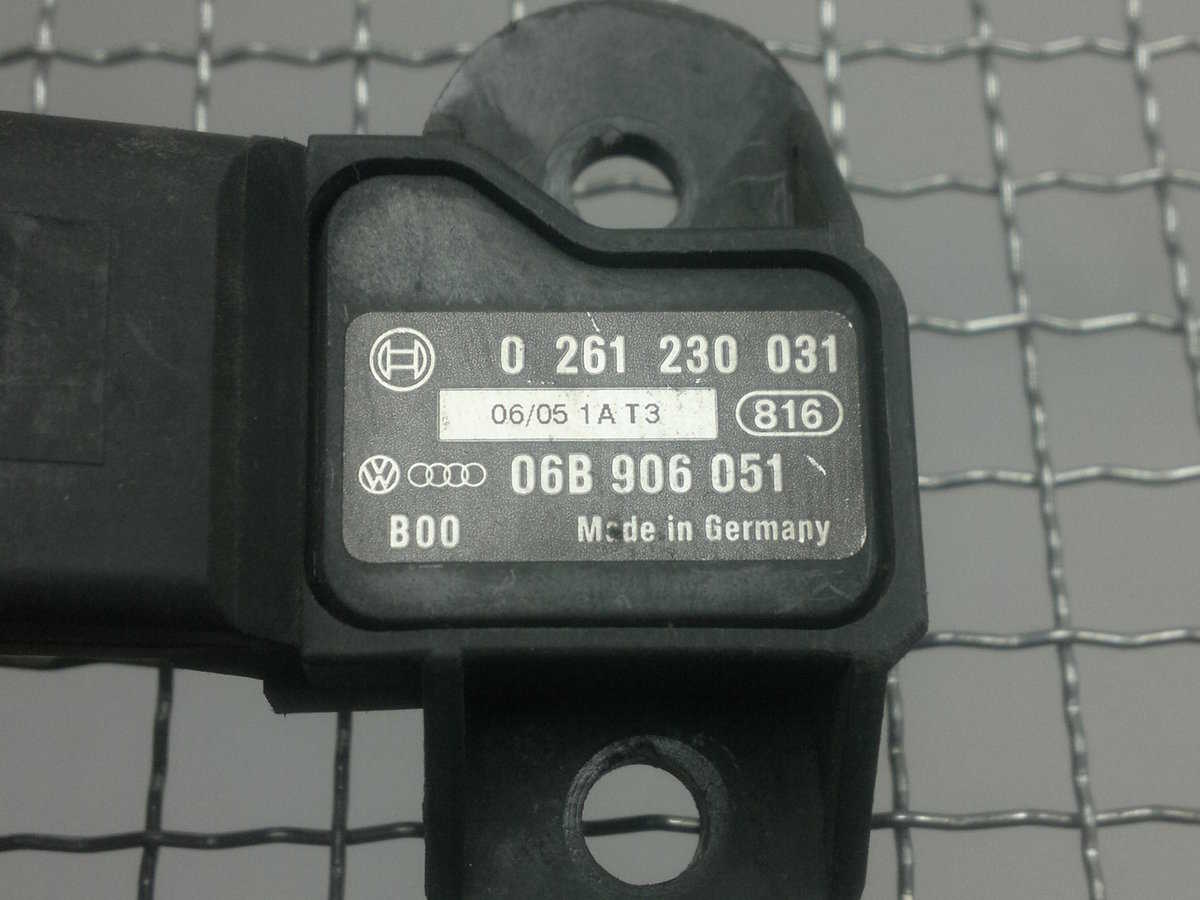 0 261 230 031
06/05 1A T3
816
06B 906 051
B00 Made in Germany